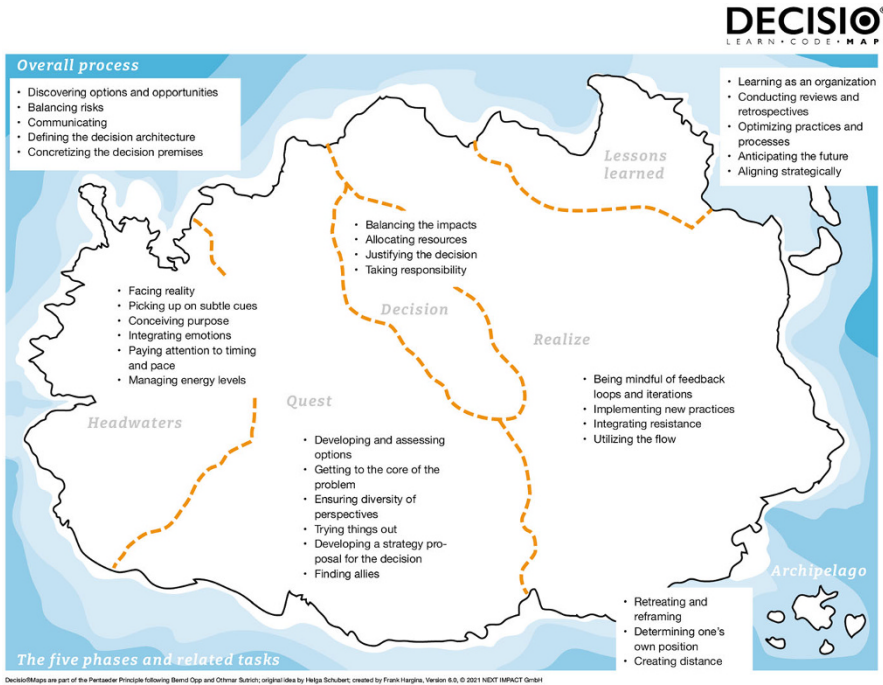 DECISIO®
LEARN • CODE • MAP
Overall process
• Discovering options and opportunities
• Balancing risks
• Communicating
• Defining the decision architecture
• Concretizing the decision premises
• Learning as an organization
• Conducting reviews and
retrospectives
• Optimizing practices and
processes
• Anticipating the future
• Aligning strategically
Lessons
learned
• Balancing the impacts
• Allocating resources
• Justifying the decision
• Taking responsibility
Decision
• Facing reality
• Picking up on subtle cues
• Conceiving purpose
• Integrating emotions
• Paying attention to timing
and pace
• Managing energy levels
Headwaters
Quest
• Developing and assessing
options
• Getting to the core of the
problem
• Ensuring diversity of
perspectives
• Trying things out
• Developing a strategy pro-
posal for the decision
• Finding allies
Realize
• Being mindful of feedback
loops and iterations
• Implementing new practices
• Integrating resistance
• Utilizing the flow
Archipelago
• Retreating and
reframing
• Determining one's
own position
• Creating distance
The five phases and related tasks
Decisio®Maps are part of the Pentaeder Principle following Bernd Opp and Othmar Sutrich; original idea by Helga Schubert; created by Frank Hargina, Version 6.0, © 2021 NEXT IMPACT GmbH